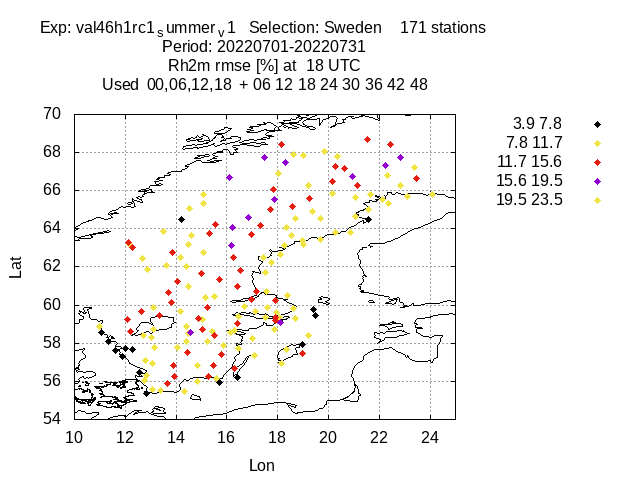 Exp: val46h1rc1summerv1 Selection: Sweden 171 stations
Period: 20220701-20220731
Rh2m rmse [%] at 18 UTC
Used 00,06,12,18 + 06 12 18 24 30 36 42 48
3.9 7.8
7.8 11.7
11.7 15.6
15.6 19.5
19.5 23.5
Lat
70
68
66
64
62
60
58
56
54
10 12 14 16 18 20 22 24
Lon